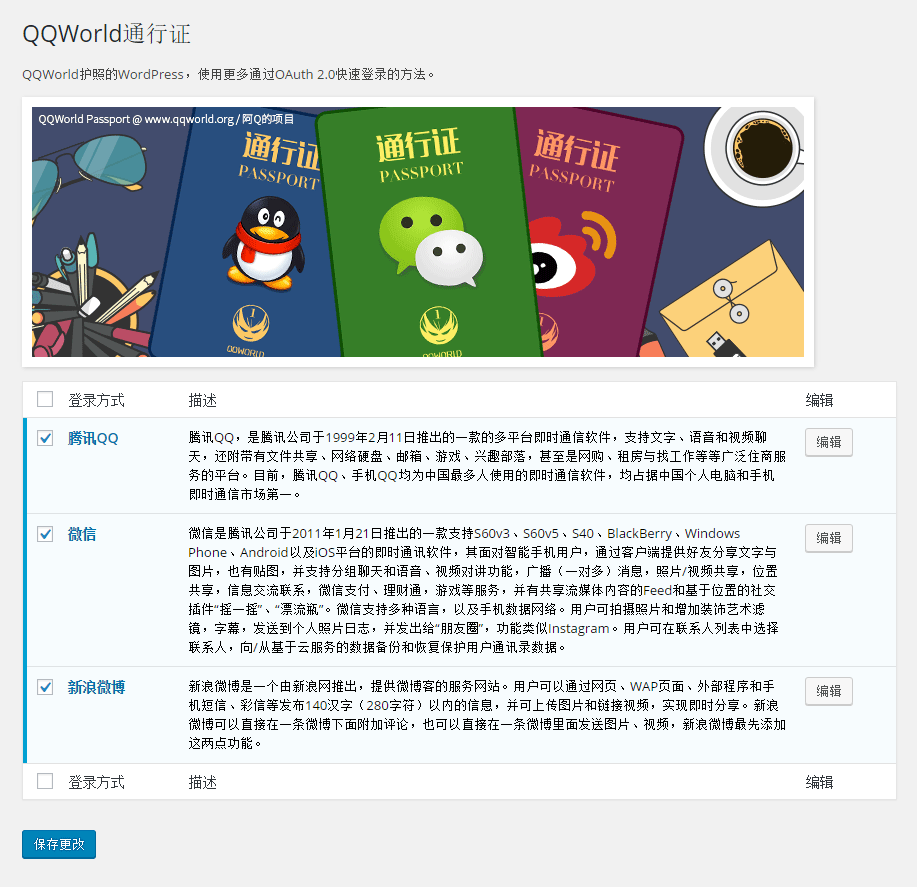 QQWorld通行证
QQWorld护照的WordPress，使用更多通过OAuth 2.0快速登录的方法。
QQWorld Passport @ www.qqworld.org / 阿Q的项目
通行证
PASSPORT
通行证
PASSPORT
通行证
PASSPORT
1
QQWORLD
1
QQWORLD
登录方式 描述 编辑
腾讯QQ
腾讯QQ，是腾讯公司于1999年2月11日推出的一款的多平台即时通信软件，支持文字、语音和视频聊
天，还附带有文件共享、网络硬盘、邮箱、游戏、兴趣部落，甚至是网购、租房与找工作等等广泛住商服
务的平台。目前，腾讯QQ、手机QQ均为中国最多人使用的即时通信软件，均占据中国个人电脑和手机
即时通信市场第一。
编辑
微信
微信是腾讯公司于2011年1月21日推出的一款支持S60v3、S60v5、S40、BlackBerry、Windows
Phone、Android以及iOS平台的即时通讯软件，其面对智能手机用户，通过客户端提供好友分享文字与
图片，也有贴图，并支持分组聊天和语音、视频对讲功能，广播（一对多）消息，照片/视频共享，位置
共享，信息交流联系，微信支付、理财通，游戏等服务，并有共享流媒体内容的Feed和基于位置的社交
插件“摇一摇”、“漂流瓶”。微信支持多种语言，以及手机数据网络。用户可拍摄照片和增加装饰艺术滤
镜，字幕，发送到个人照片日志，并发出给“朋友圈”，功能类似Instagram。用户可在联系人列表中选择
联系人，向/从基于云服务的数据备份和恢复保护用户通讯录数据。
编辑
新浪微博
新浪微博是一个由新浪网推出，提供微博客的服务网站。用户可以通过网页、WAP页面、外部程序和手
机短信、彩信等发布140汉字（280字符）以内的信息，并可上传图片和链接视频，实现即时分享。新浪
微博可以直接在一条微博下面附加评论，也可以直接在一条微博里面发送图片、视频，新浪微博最先添加
这两点功能。
编辑
登录方式 描述 编辑
保存更改